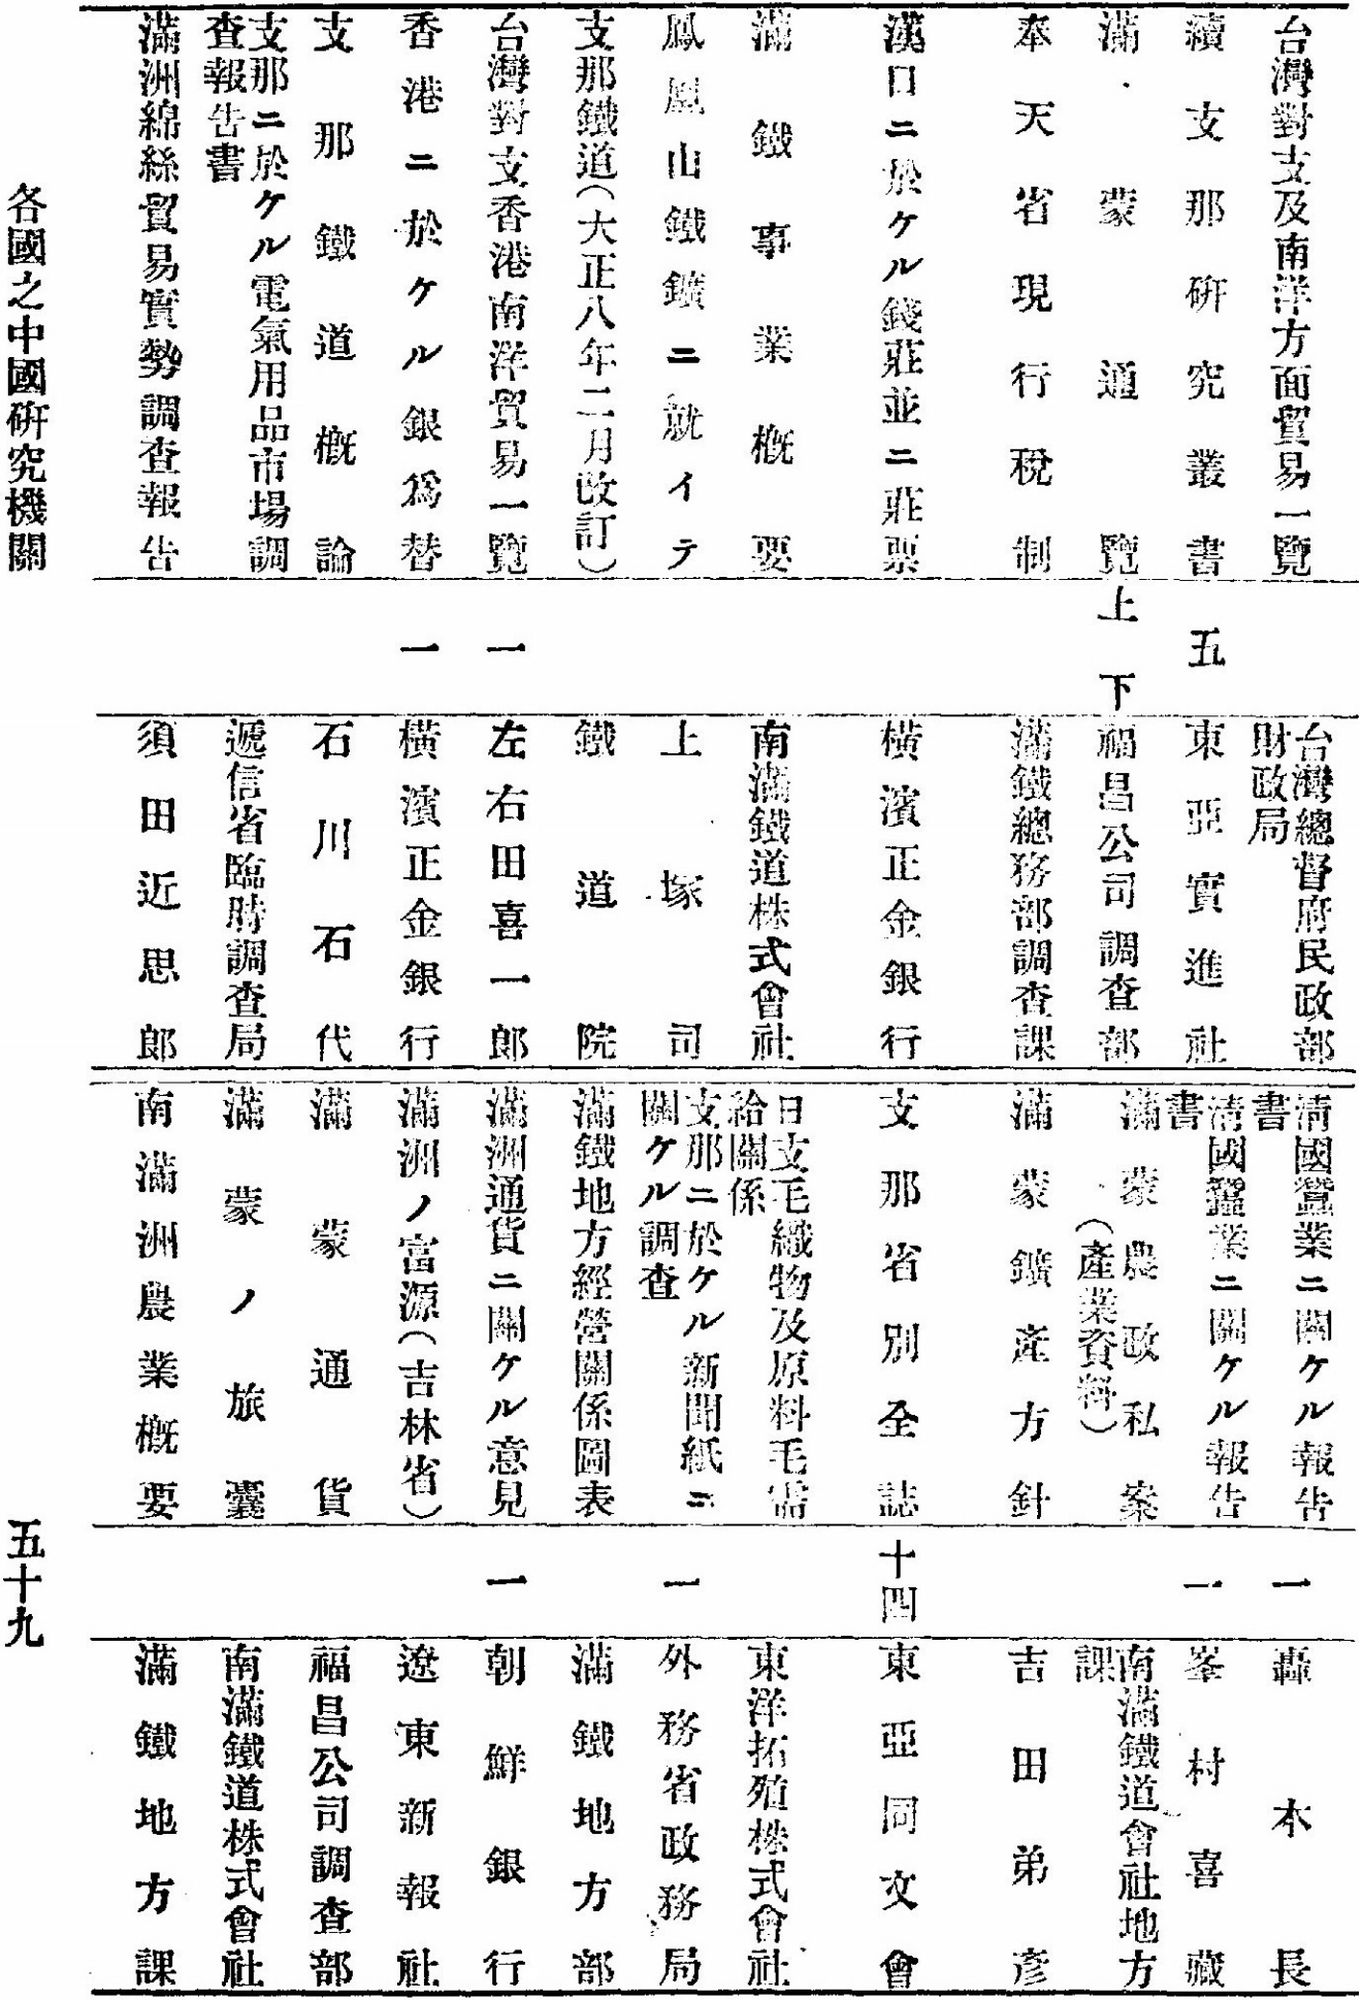 台灣對支及南洋方面貿易一覽
台灣總督府民政部
財政局
續支那硏究叢書
五
東亞實進社
滿蒙通覽
上下
福昌公司調查部
奉天省現行稅制
滿鐵總務部調查課
漢口ニ於ケル錢莊並ニ莊票
橫濱正金銀行
滿鐵事業槪要
南滿鐵道株式會社
鳳凰山鐵鑛ニ就イテ
上塚司
支那鐵道(大正八年二月改訂)
鐵道院
台灣對支香港南洋貿易一覽
一
左右田喜一郎
香港ニ於ケル銀爲替
一
橫濱正金銀行
支那鐵道槪論
石川石代
支那ニ於ケル電氣用品市場調
查報告書
遞信省臨時調查局
滿洲綿絲貿易實勢調查報告
須田近思郎
淸國蠶業ニ關ケル報告
書
一
轟木長
淸國蠶業ニ關ケル報告
書
一
峯村喜藏
滿蒙農政私案
(產業資料)
南滿鐵道會社地方
課
滿蒙鑛產方針
吉田弟彥
支那省別全誌
十四
東亞同文會
日支毛織物及原料毛需
給關係
東洋拓殖株式會社
支那ニ於ケル新聞紙ニ
關ケル調查
一
外務省政務局
滿鐵地方經營關係圖表
滿鐵地方部
滿洲通貨ニ關ケル意見
一
朝鮮銀行
滿洲ノ富源(吉林省)
遼東新報社
滿蒙通貨
福昌公司調查部
滿蒙ノ旅囊
南滿鐵道株式會社
南滿洲農業槪要
滿鐵地方課
各國之中國硏究機關
五十九